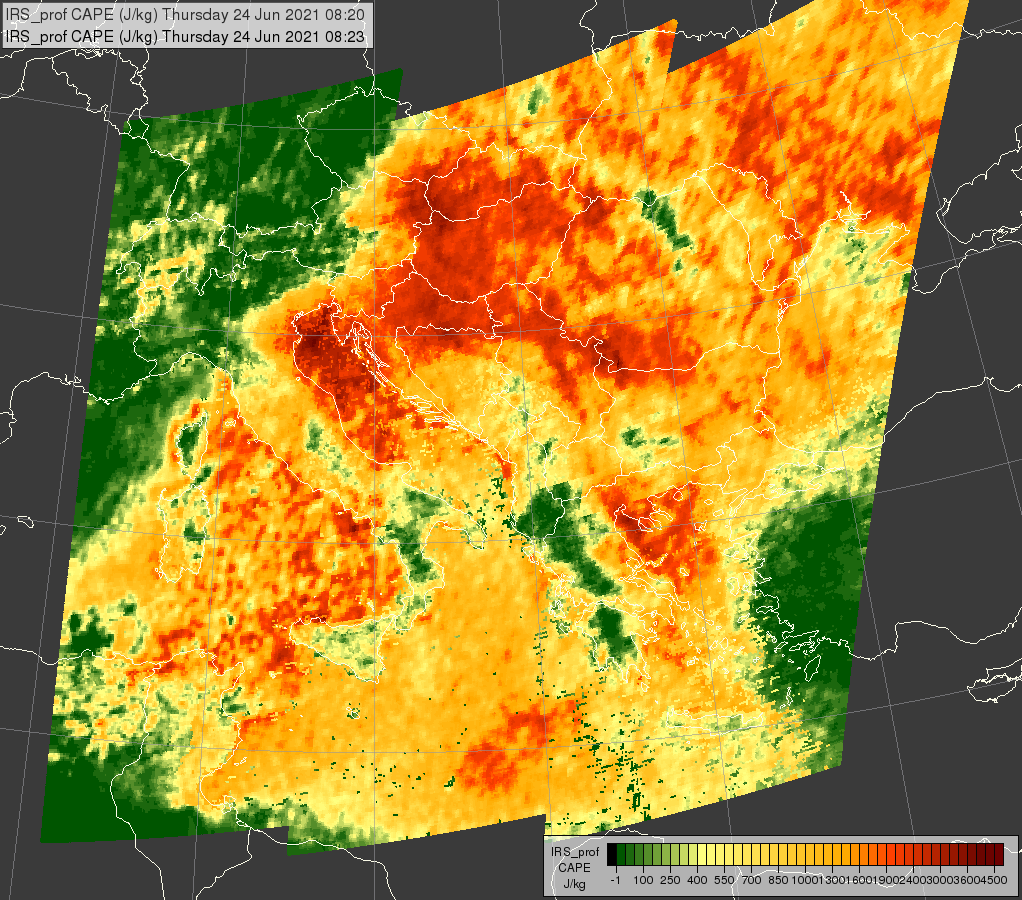 IRS_prof CAPE (J/kg) Thursday 24 Jun 2021 08:20
IRS_prof CAPE (J/kg) Thursday 24 Jun 2021 08:23
IRS_prof
CAPE
J/kg
-1 100 250 400 550 700 850 1000 1300 1600 1900 2400 3000 3600 4500